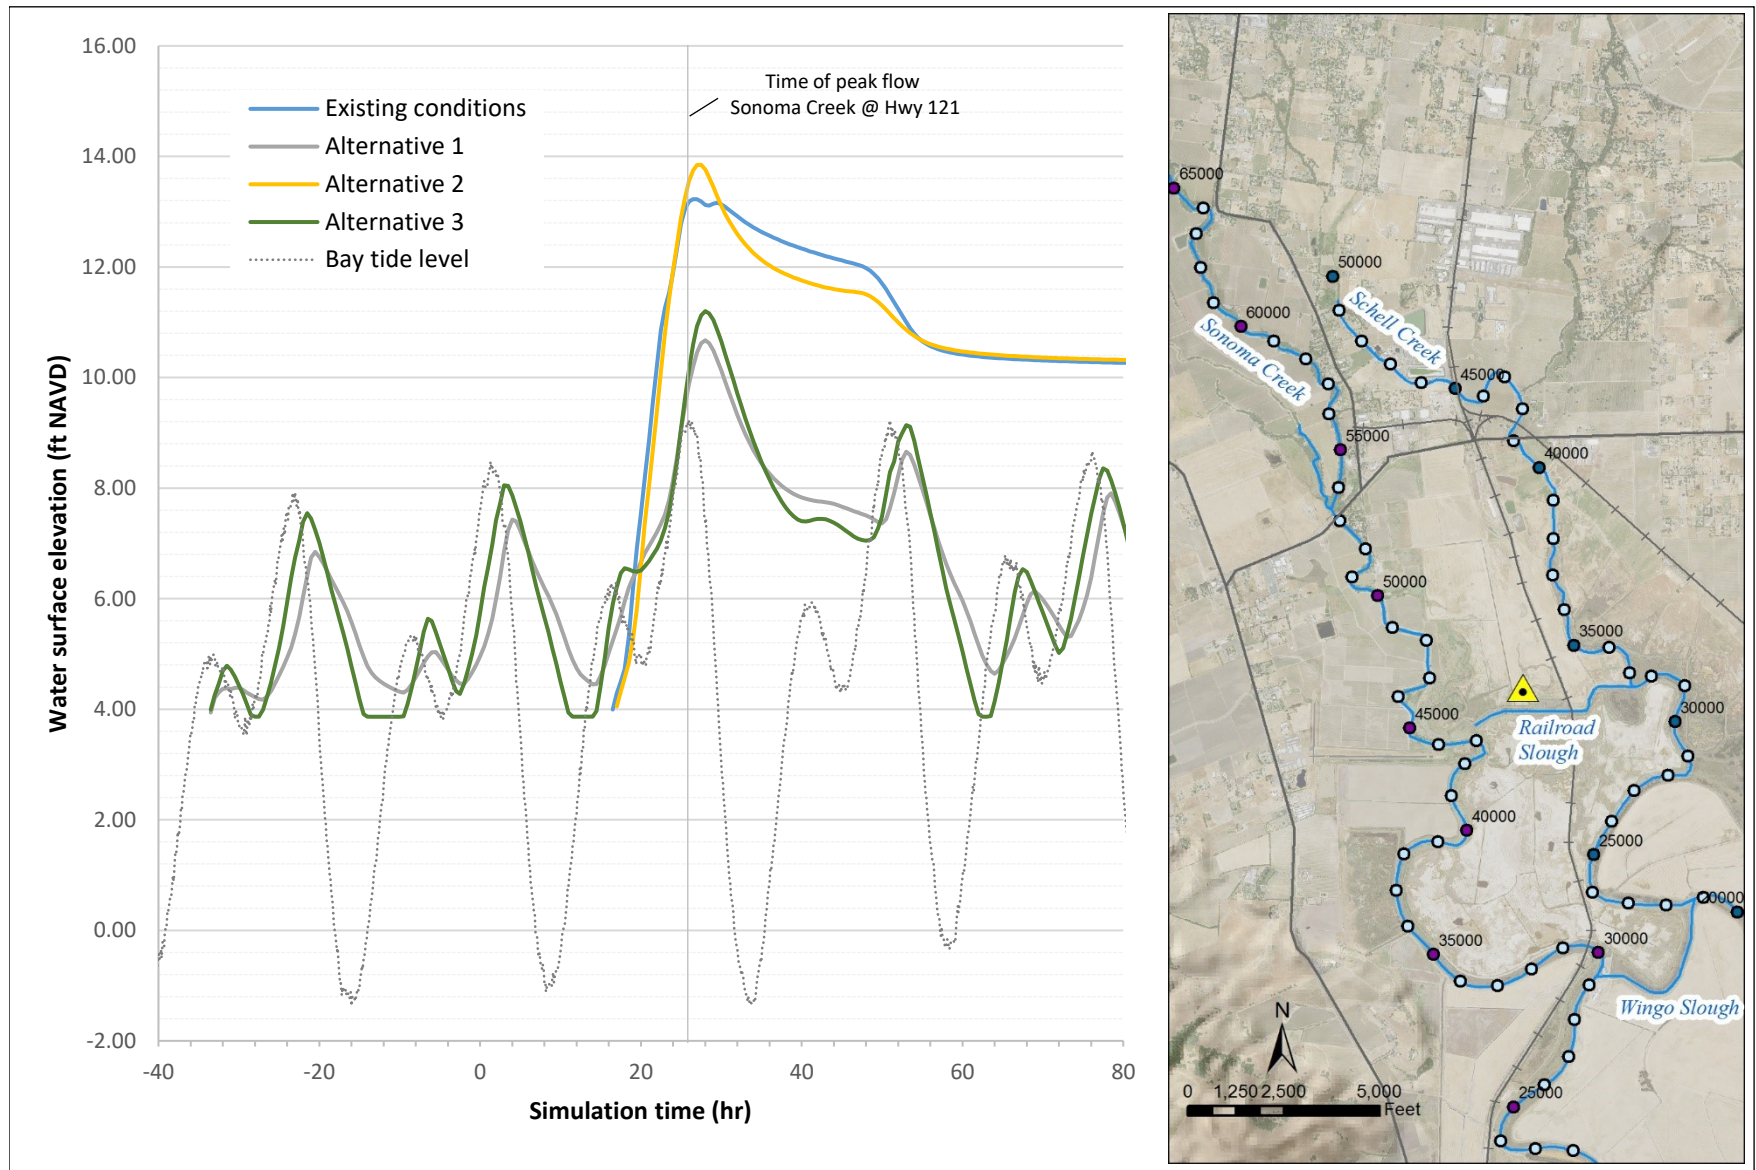 16.00
14.00
12.00
10.00
8.00
6.00
4.00
2.00
0.00
-2.00
-40
-20
0
20
40
60
80
Water surface elevation (ft NAVD)
Simulation time (hr)
Existing conditions
Alternative 1
Alternative 2
Alternative 3
Bay tide level
Time of peak flow
Sonoma Creek @ Hwy 121
65000
60000
55000
50000
45000
40000
35000
30000
25000
50000
45000
40000
35000
30000
25000
20000
Sonoma Creek
Schell Creek
Railroad
Slough
Wingo Slough
N
0 1,250 2,500 5,000
Feet